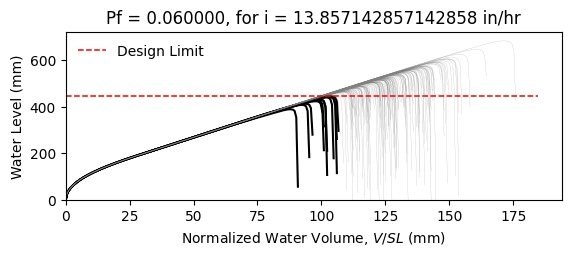 Pf = 0.060000, for i = 13.857142857142858 in/hr
Water Level (mm)
600
400
200
0
Design Limit
0 25 50 75 100 125 150 175
Normalized Water Volume, V/SL (mm)